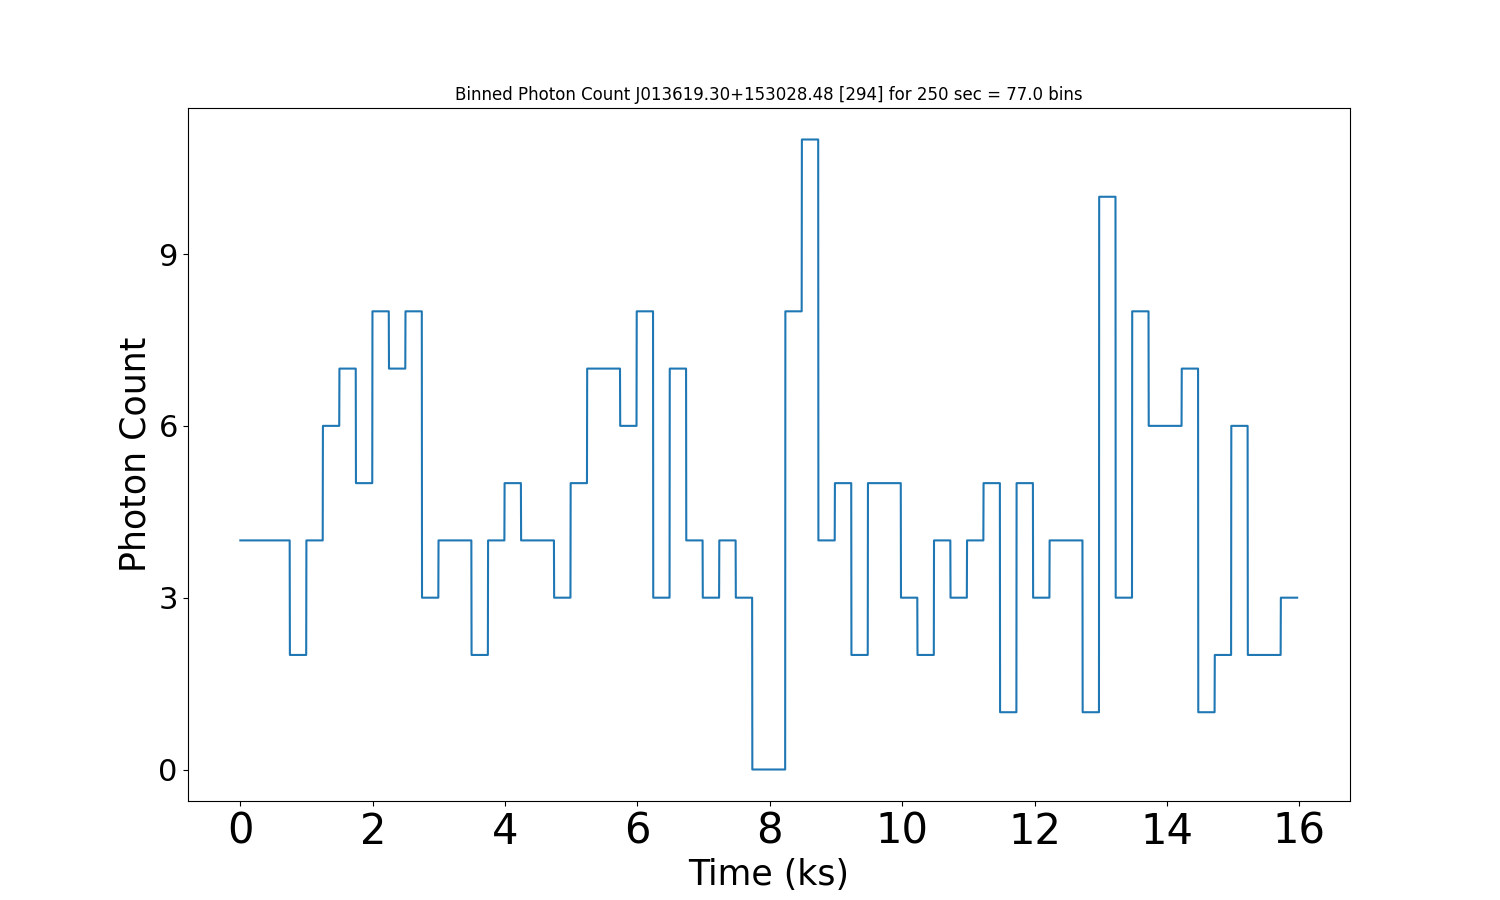 Binned Photon Count J013619.30+153028.48 [294] for 250 sec = 77.0 bins
Photon Count
9
6
3
0
0 2 4 6 8 10 12 14 16
Time (ks)